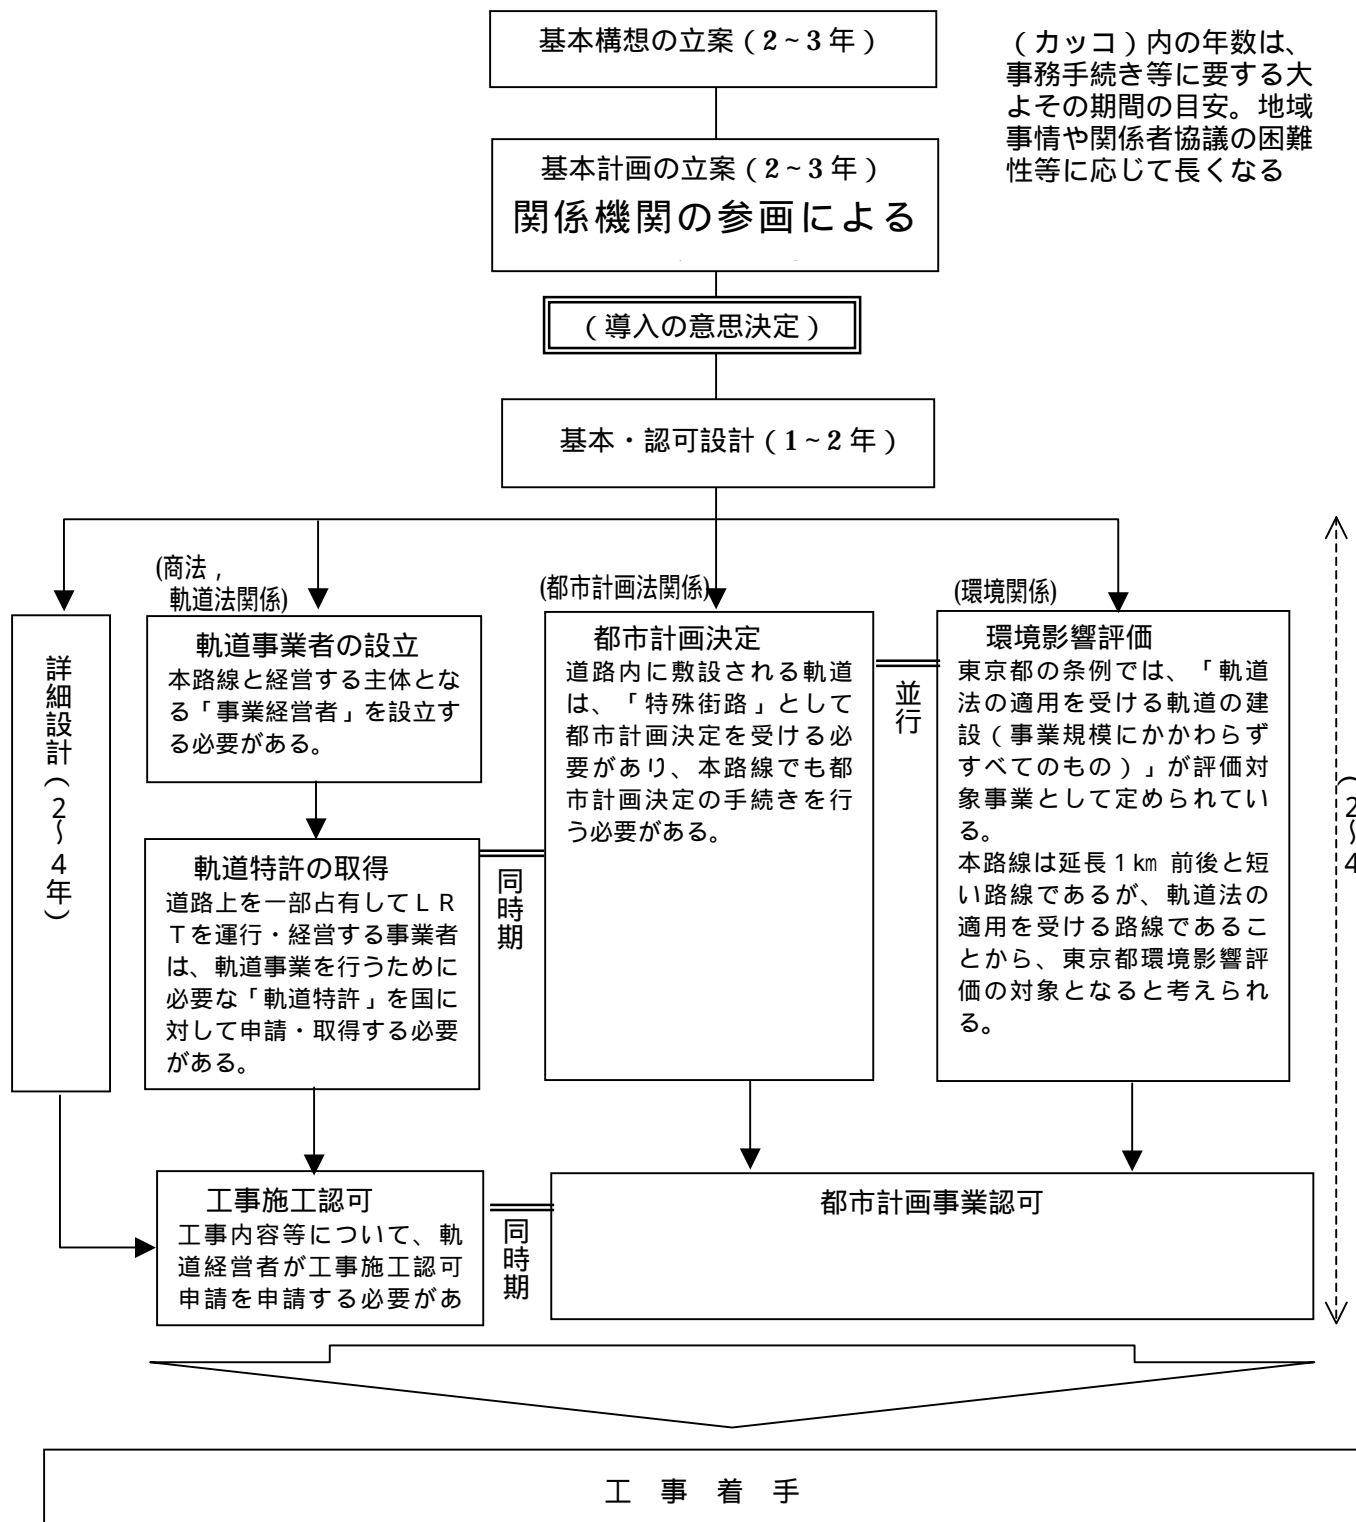 基本構想の立案（2~3年）
（カッコ）内の年数は、
事務手続き等に要する大
よその期間の目安。地域
事情や関係者協議の困難
性等に応じて長くなる
基本計画の立案（2~3年）
関係機関の参画による
（導入の意思決定）
基本・認可設計（1~2年）
詳細設計（2～4年）
(商法，
軌道法関係)
軌道事業者の設立
本路線と経営する主体とな
る「事業経営者」を設立す
る必要がある。
軌道特許の取得
道路上を一部占有してＬＲ
Ｔを運行・経営する事業者
は、軌道事業を行うために
必要な「軌道特許」を国に
対して申請・取得する必要
がある。
同時期
(都市計画法関係)
都市計画決定
道路内に敷設される軌道
は、「特殊街路」として
都市計画決定を受ける必
要があり、本路線でも都
市計画決定の手続きを行
う必要がある。
並行
(環境関係)
環境影響評価
東京都の条例では、「軌道
法の適用を受ける軌道の建
設（事業規模にかかわらず
すべてのもの）」が評価対
象事業として定められてい
る。
本路線は延長１㎞ 前後と短
い路線であるが、軌道法の
適用を受ける路線であるこ
とから、東京都環境影響評
価の対象となると考えられ
る。
（2～4
工事施工認可
工事内容等について、軌
道経営者が工事施工認可
申請を申請する必要があ
同時期
都市計画事業認可
工 事 着 手